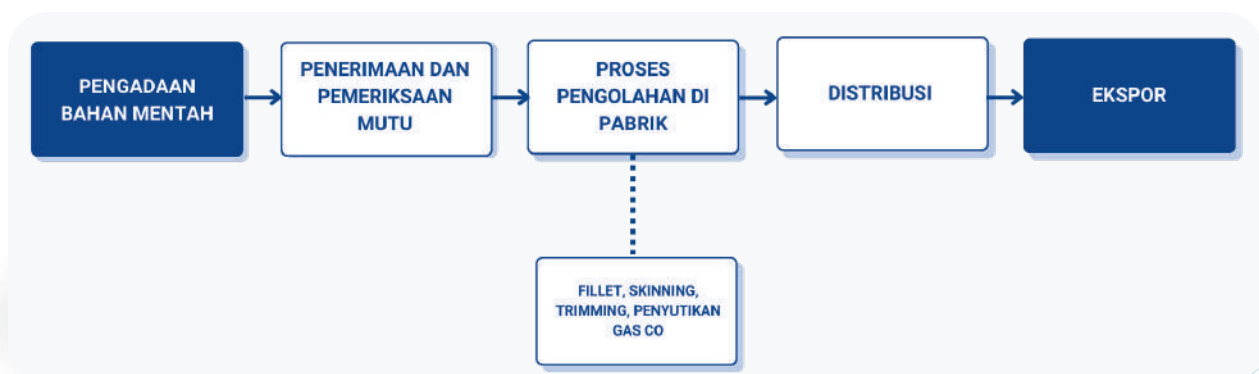 PENGADAAN
BAHAN MENTAH
PENERIMAAN DAN
PEMERIKSAAN
MUTU
PROSES
PENGOLAHAN DI
PABRIK
DISTRIBUSI
EKSPOR
FILLET, SKINNING,
TRIMMING, PENYUTIKAN
GAS CO